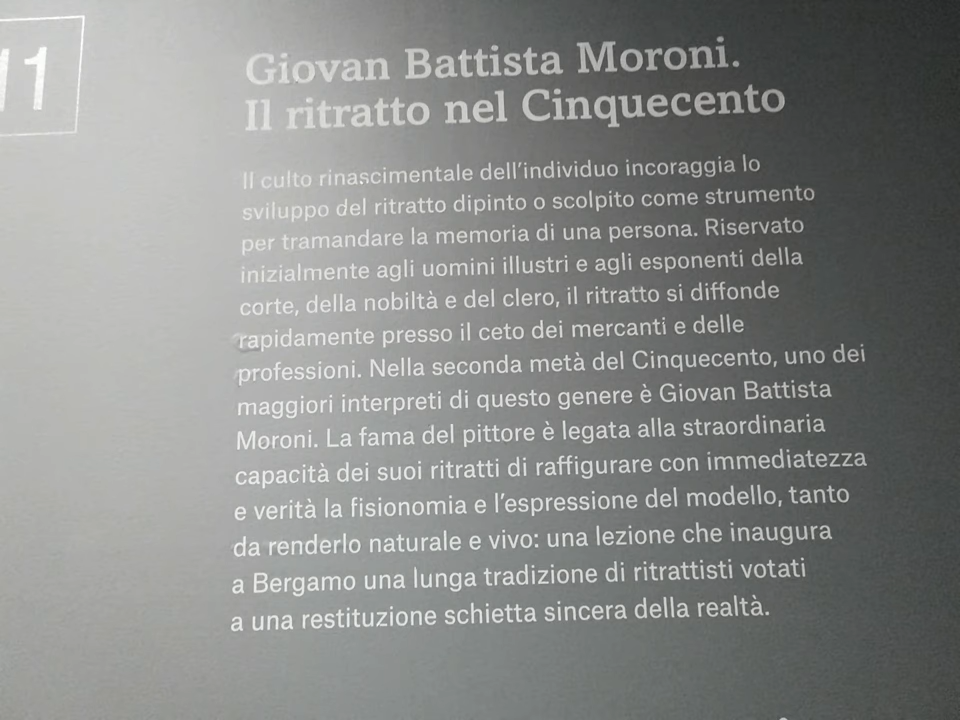 11
Giovan Battista Moroni.
Il ritratto nel Cinquecento
Il culto rinascimentale dell'individuo incoraggia lo
sviluppo del ritratto dipinto o scolpito come strumento
per tramandare la memoria di una persona. Riservato
inizialmente agli uomini illustri e agli esponenti della
corte, della nobiltà e del clero, il ritratto si diffonde
rapidamente presso il ceto dei mercanti e delle
professioni. Nella seconda metà del Cinquecento, uno dei
maggiori interpreti di questo genere è Giovan Battista
Moroni. La fama del pittore è legata alla straordinaria
capacità dei suoi ritratti di raffigurare con immediatezza
e verità la fisionomia e l'espressione del modello, tanto
da renderlo naturale e vivo: una lezione che inaugura
a Bergamo una lunga tradizione di ritrattisti votati
a una restituzione schietta sincera della realtà.